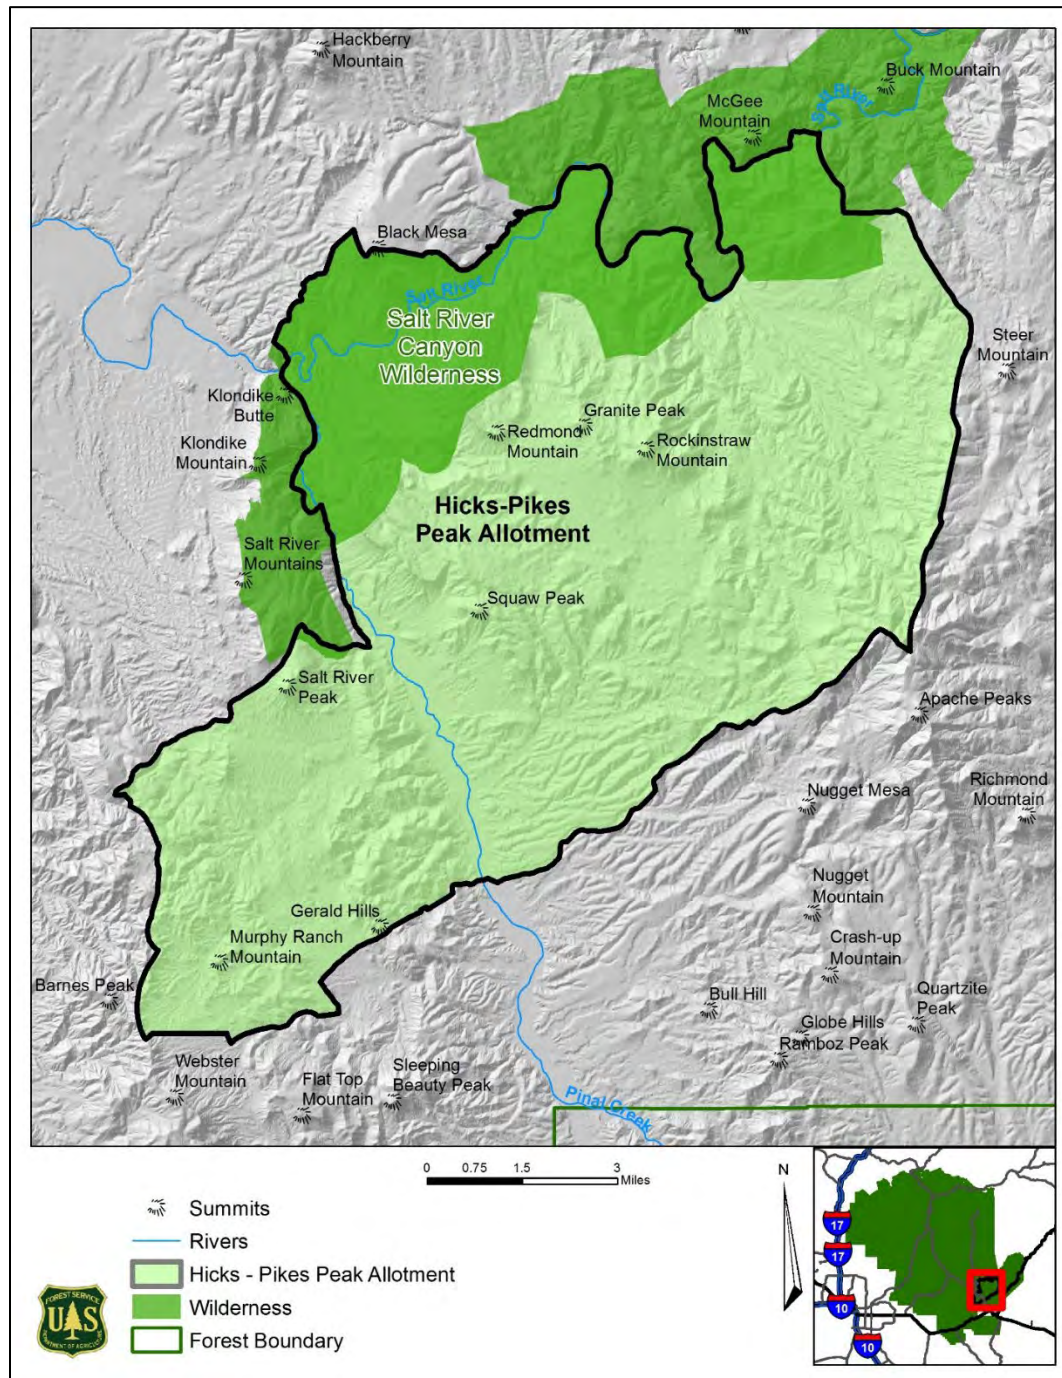 Hackberry
Mountain
Buck Mountain
McGee
Mountain
Salt River
Black Mesa
Salt River
Salt River
Canyon
Wilderness
Steer
Mountain
Klondike
Butte
Granite Peak
Redmond
Mountain
Rockinstraw
Mountain
Klondike
Mountain
Hicks-Pikes
Peak Allotment
Salt River
Mountains
Squaw Peak
Salt River
Peak
Apache Peaks
Richmond
Mountain
Nugget Mesa
Nugget
Mountain
Gerald Hills
Murphy Ranch
Mountain
Crash-up
Mountain
Barnes Peak
Bull Hill
Quartzite
Peak
Globe Hills
Ramboz Peak
Webster
Mountain
Flat Top
Mountain
Sleeping
Beauty Peak
Pinal Creek
0 0.75 1.5 3
Miles
N
Summits
Rivers
Hicks - Pikes Peak Allotment
Wilderness
Forest Boundary
FOREST SERVICE
U S
DEPARTMENT OF AGRICULTURE
17
17
10
10